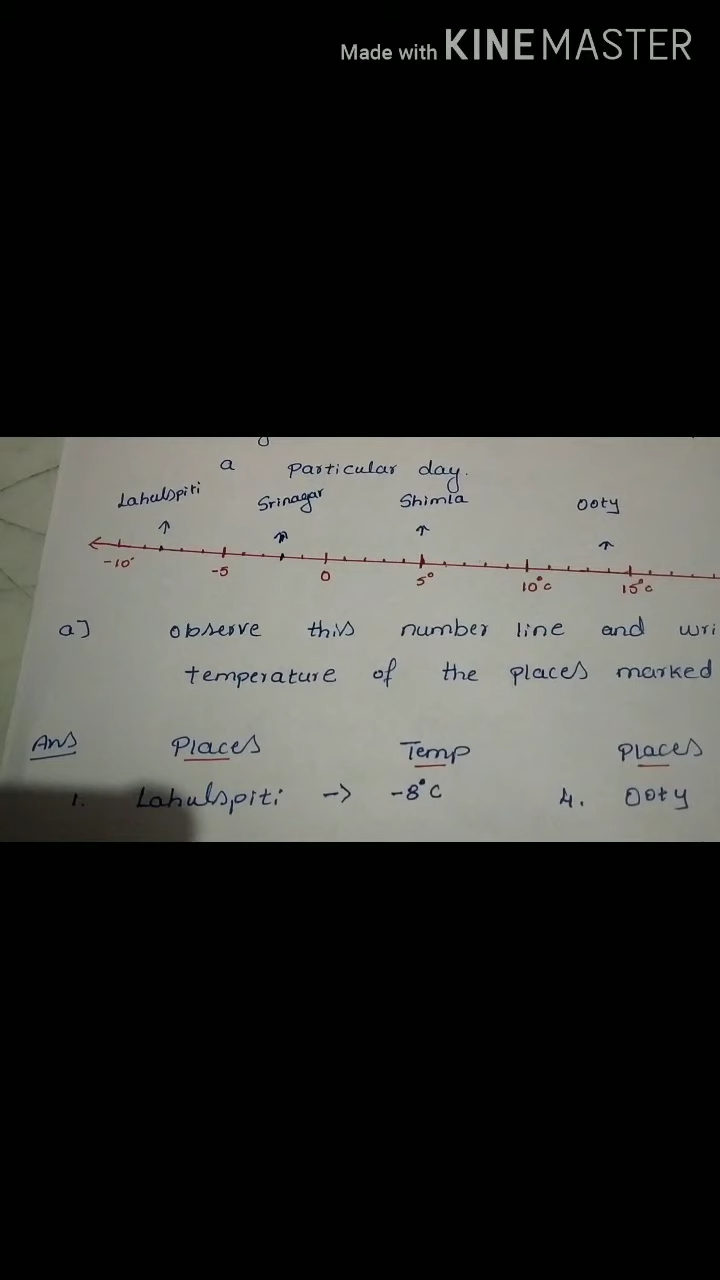 Made with KINEMASTER
a particular day.
Lahulspiti Srinagar Shimla Ooty
-10° -5 0 5° 10°c 15°c
a] observe this number line and wri
temperature of the places marked
Ans Places Temp Places
1. Lahulspiti -> -8°C 4. Ooty